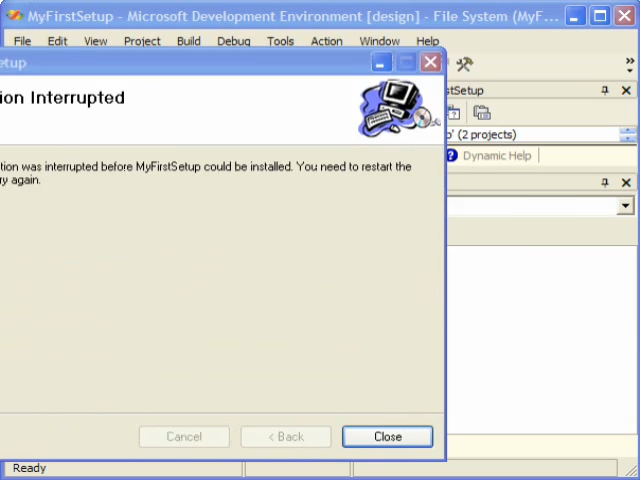 MyFirstSetup - Microsoft Development Environment [design] - File System (MyF...
File Edit View Project Build Debug Tools Action Window Help
etup
stSetup
ion Interrupted
p' (2 projects)
Dynamic Help
tion was interrupted before MyFirstSetup could be installed. You need to restart the
ry again.
Cancel < Back Close
Ready